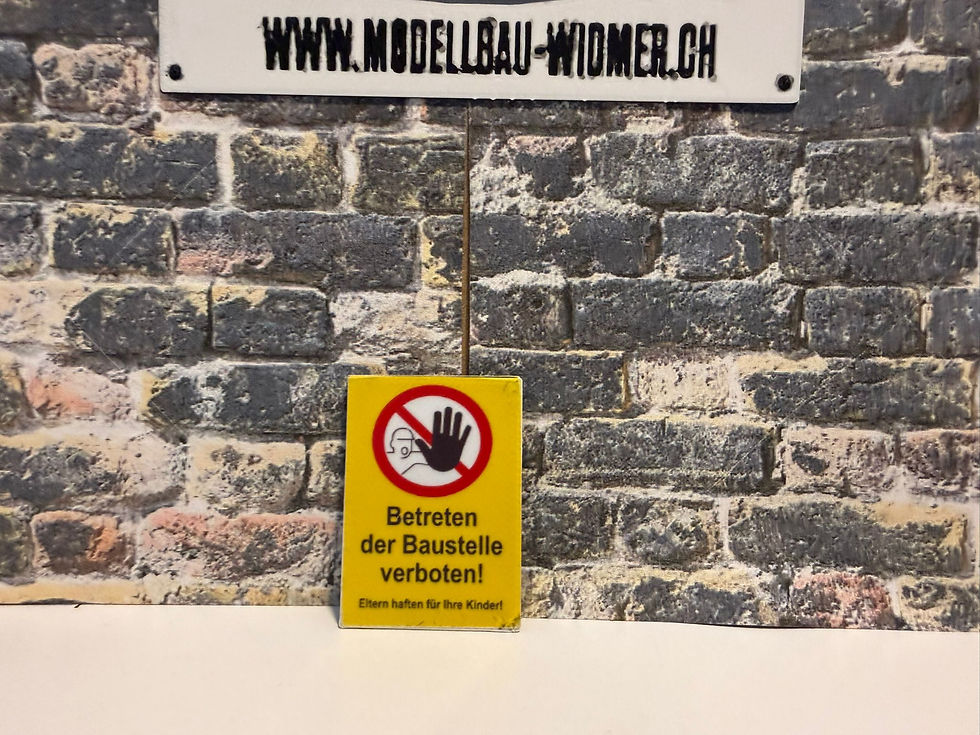 WWW.MODELLBAU-WIDMER.CH
Betreten
der Baustelle
verboten!
Eltern haften für Ihre Kinder!